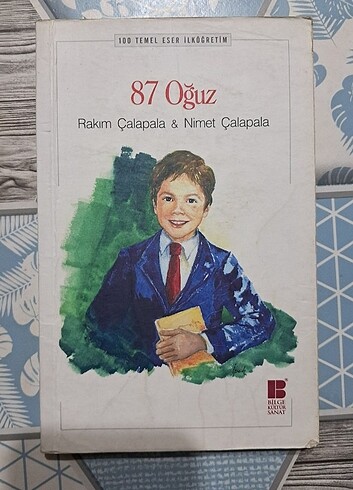 100 TEMEL ESER İLKÖĞRETİM
87 Oğuz
Rakım Çalapala & Nimet Çalapala
B
BİLGE
KÜLTÜR
SANAT